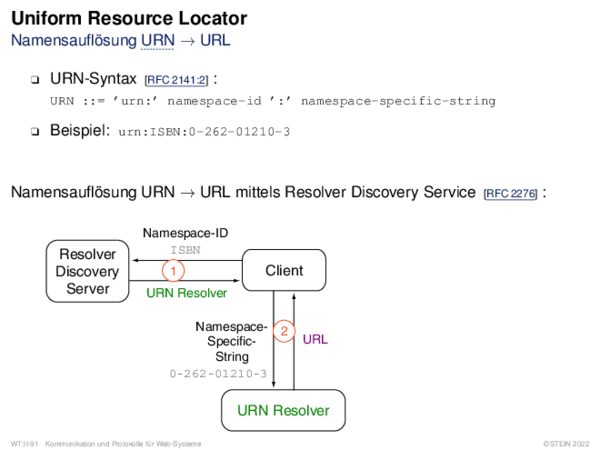 Uniform Resource Locator
Namensauflösung URN → URL
❑ URN-Syntax [RFC 2141:2] :
URN ::= ’urn:’ namespace-id ’:’ namespace-specific-string
❑ Beispiel: urn:ISBN:0-262-01210-3
Namensauflösung URN → URL mittels Resolver Discovery Service [RFC 2276] :
Namespace-ID
ISBN
Resolver
Discovery
Server
1
Client
URN Resolver
Namespace-
Specific-
String
2
URL
0-262-01210-3
URN Resolver
WT:II-91 Kommunikation und Protokolle für Web-Systeme
©STEIN 2022